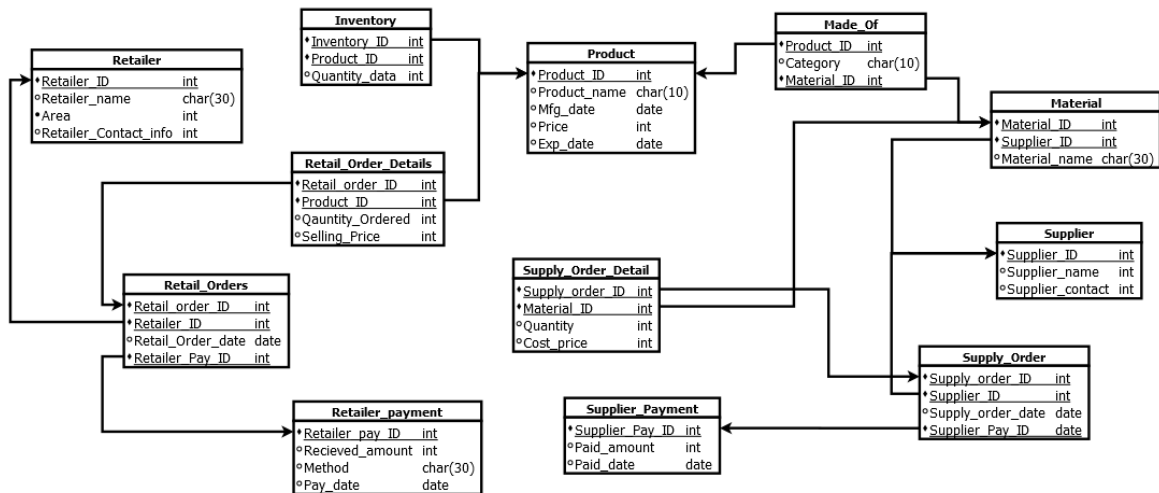 Inventory
Inventory_ID int
Product_ID int
Quantity_data int
Retailer
Retailer_ID int
Retailer_name char(30)
Area int
Retailer_Contact_info int
Product
Product_ID int
Product_name char(10)
Mfg_date date
Price int
Exp_date date
Made_Of
Product_ID int
Category char(10)
Material_ID int
Material
Material_ID int
Supplier_ID int
Material_name char(30)
Retail_Order_Details
Retail_order_ID int
Product_ID int
Qauntity_Ordered int
Selling_Price int
Supplier
Supplier_ID int
Supplier_name int
Supplier_contact int
Supply_Order_Detail
Supply_order_ID int
Material_ID int
Quantity int
Cost_price int
Retail_Orders
Retail_order_ID int
Retailer_ID int
Retail_Order_date date
Retailer_Pay_ID int
Supply_Order
Supply_order_ID int
Supplier_ID int
Supply_order_date date
Supplier_Pay_ID date
Retailer_payment
Retailer_pay_ID int
Recieved_amount int
Method char(30)
Pay_date date
Supplier_Payment
Supplier_Pay_ID int
Paid_amount int
Paid_date date